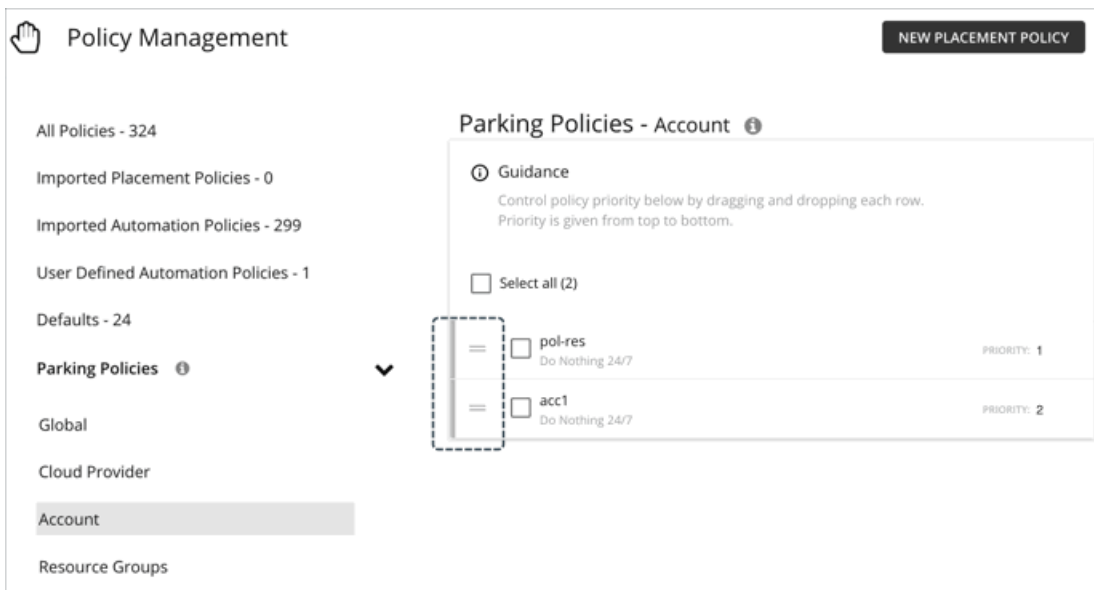 Policy Management
NEW PLACEMENT POLICY
All Policies - 324
Imported Placement Policies - 0
Imported Automation Policies - 299
User Defined Automation Policies - 1
Defaults - 24
Parking Policies
Global
Cloud Provider
Account
Resource Groups
Parking Policies - Account
Guidance
Control policy priority below by dragging and dropping each row.
Priority is given from top to bottom.
Select all (2)
pol-res
Do Nothing 24/7
PRIORITY: 1
acc1
Do Nothing 24/7
PRIORITY: 2